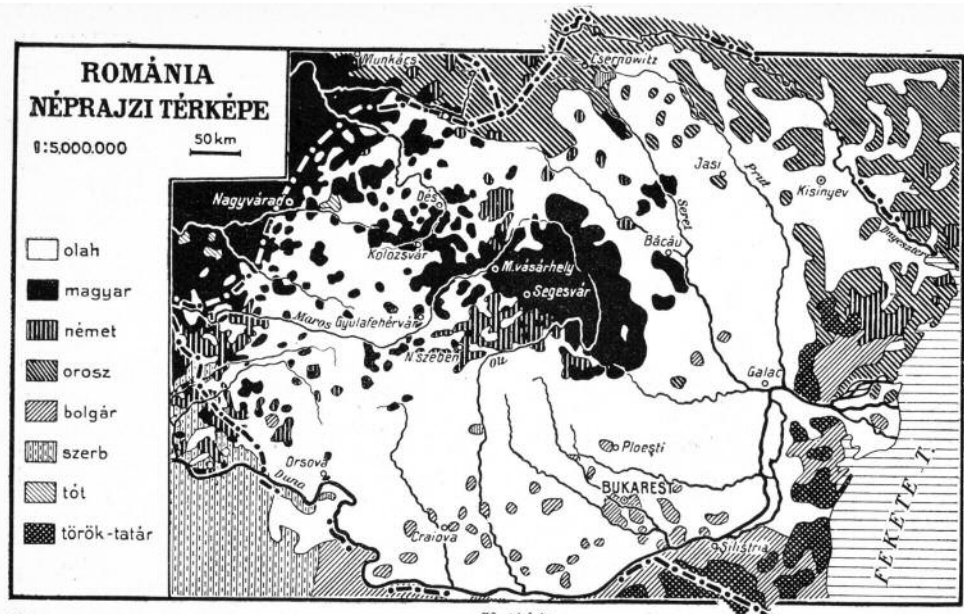 ROMÁNIA
NÉPRAJZI TÉRKÉPE
1:5,000.000
50 km
olah
magyar
német
orosz
bolgár
szerb
tót
török-tatár
Munkács
Csernowitz
Jasi
Prut
Kisinyev
Dnyeszter
Nagyvárad
Dés
Szeret
Kolozsvár
Bácáu
M.vásárhely
Segesvár
Maros
Gyulafehérvár
N.szeben
Olt
Galac
Orsova
Duna
Ploesti
BUKAREST
Craiova
Silistria
FEKETE T.